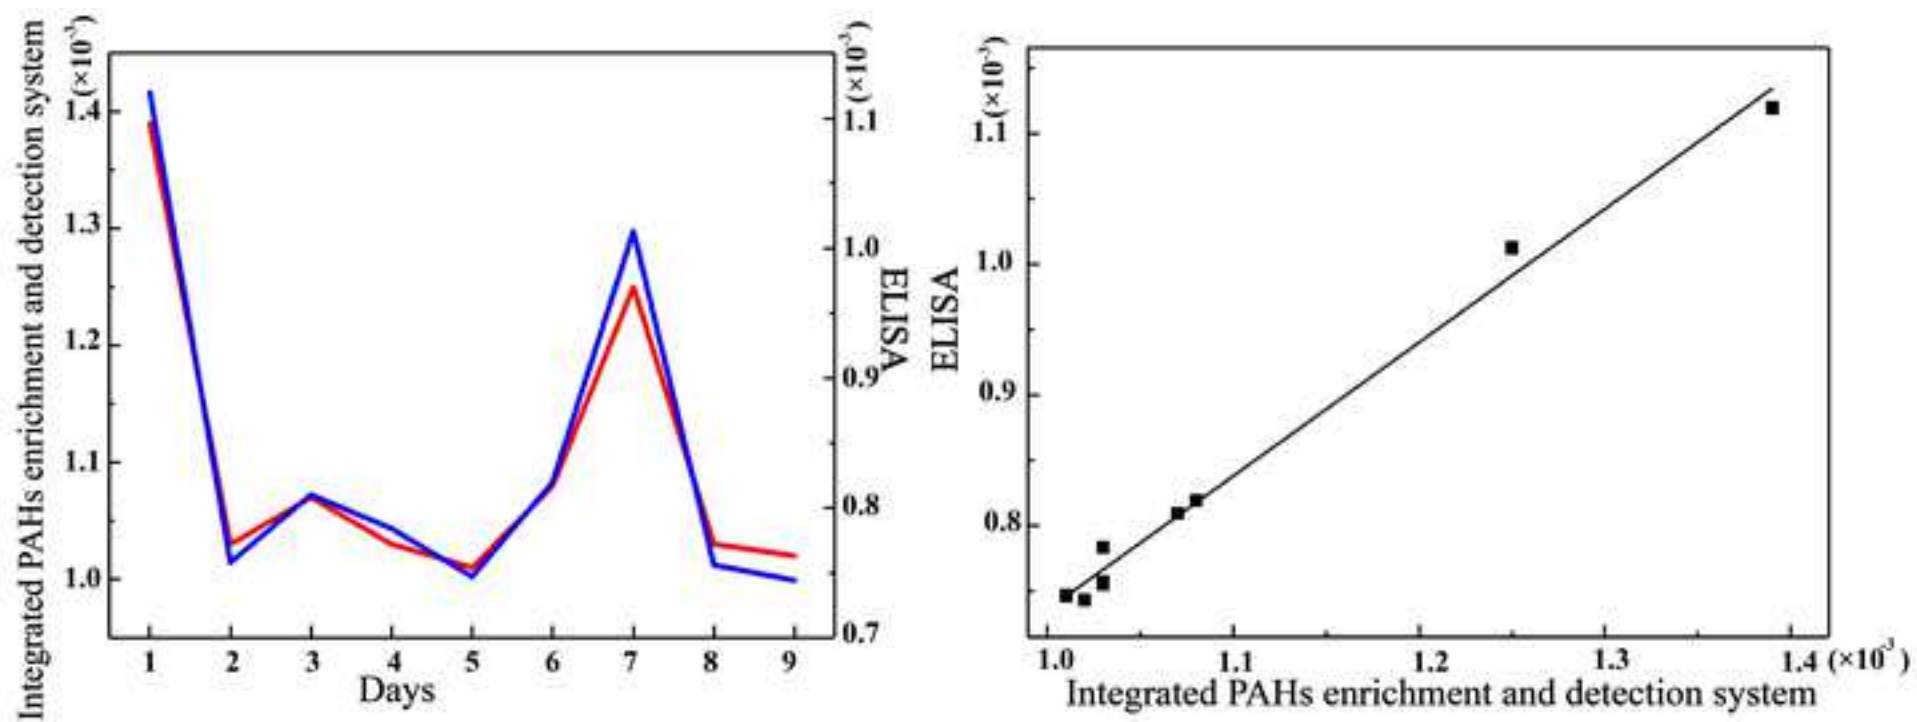 Integrated PAHs enrichment and detection system
(×10⁻³)
1.4
1.3
1.2
1.1
1.0
1 2 3 4 5 6 7 8 9
Days
(×10⁻³)
1.1
1.0
0.9
0.8
0.7
ELISA
ELISA
(×10⁻³)
1.1
1.0
0.9
0.8
1.0 1.1 1.2 1.3 1.4 (×10⁻³)
Integrated PAHs enrichment and detection system